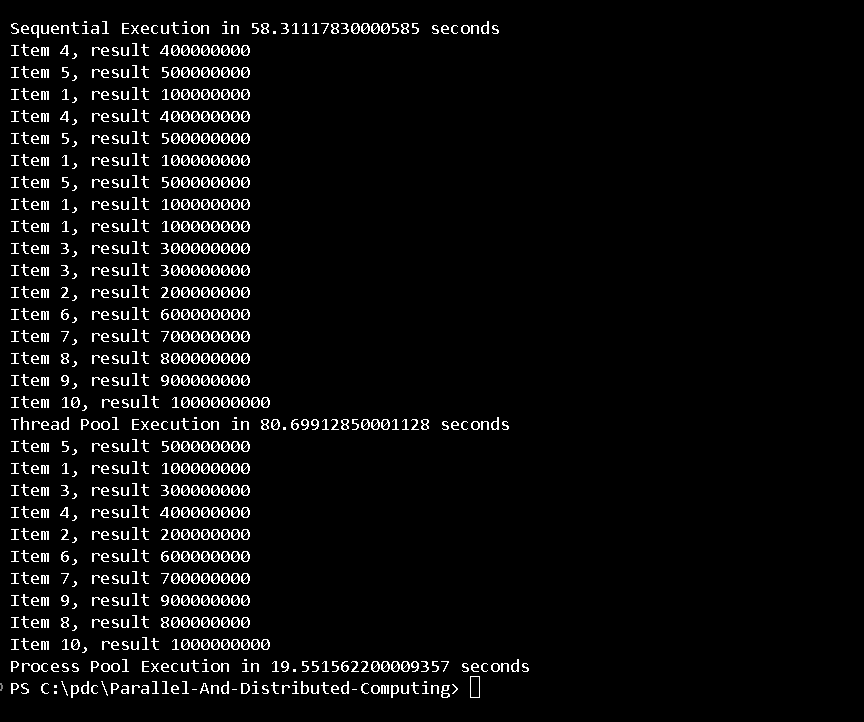 Sequential Execution in 58.31117830000585 seconds
Item 4, result 400000000
Item 5, result 500000000
Item 1, result 100000000
Item 4, result 400000000
Item 5, result 500000000
Item 1, result 100000000
Item 5, result 500000000
Item 1, result 100000000
Item 1, result 100000000
Item 3, result 300000000
Item 3, result 300000000
Item 2, result 200000000
Item 6, result 600000000
Item 7, result 700000000
Item 8, result 800000000
Item 9, result 900000000
Item 10, result 1000000000
Thread Pool Execution in 80.69912850001128 seconds
Item 5, result 500000000
Item 1, result 100000000
Item 3, result 300000000
Item 4, result 400000000
Item 2, result 200000000
Item 6, result 600000000
Item 7, result 700000000
Item 9, result 900000000
Item 8, result 800000000
Item 10, result 1000000000
Process Pool Execution in 19.551562200009357 seconds
PS C:\pdc\Parallel-And-Distributed-Computing>